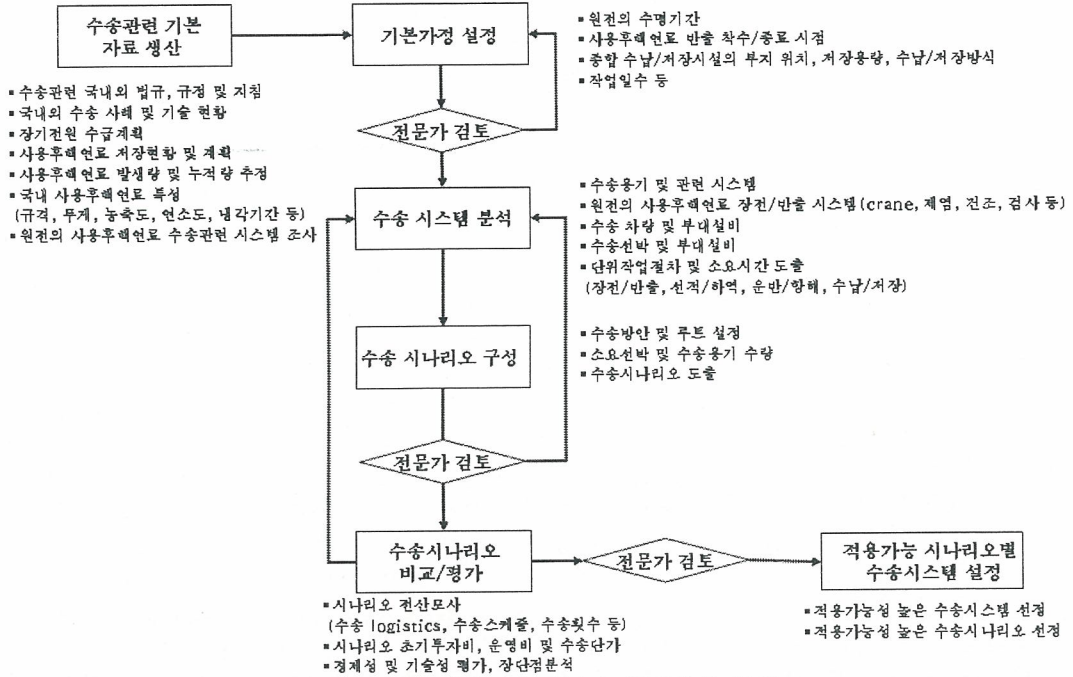 수송관련 기본
자료 생산
▪ 수송관련 국내외 법규, 규정 및 지침
▪ 국내외 수송 사례 및 기술 현황
▪ 장기전원 수급계획
▪ 사용후핵연료 저장현황 및 계획
▪ 사용후핵연료 발생량 및 누적량 추정
▪ 국내 사용후핵연료 특성
(규격, 무게, 농축도, 연소도, 냉각기간 등)
▪ 원전의 사용후핵연료 수송관련 시스템 조사
기본가정 설정
▪ 원전의 수명기간
▪ 사용후핵연료 반출 착수/종료 시점
▪ 종합 수납/저장시설의 부지 위치, 저장용량, 수납/저장방식
▪ 작업일수 등
전문가 검토
수송 시스템 분석
▪ 수송용기 및 관련 시스템
▪ 원전의 사용후핵연료 장전/반출 시스템(crane, 제염, 건조, 검사 등)
▪ 수송 차량 및 부대설비
▪ 수송선박 및 부대설비
▪ 단위작업절차 및 소요시간 도출
(장전/반출, 선적/하역, 운반/항해, 수납/저장)
수송 시나리오 구성
▪ 수송방안 및 루트 설정
▪ 소요선박 및 수송용기 수량
▪ 수송시나리오 도출
전문가 검토
수송시나리오
비교/평가
▪ 시나리오 전산모사
(수송 logistics, 수송스케줄, 수송횟수 등)
▪ 시나리오 초기투자비, 운영비 및 수송단가
▪ 경제성 및 기술성 평가, 장단점분석
전문가 검토
적용가능 시나리오별
수송시스템 설정
▪ 적용가능성 높은 수송시스템 선정
▪ 적용가능성 높은 수송시나리오 선정